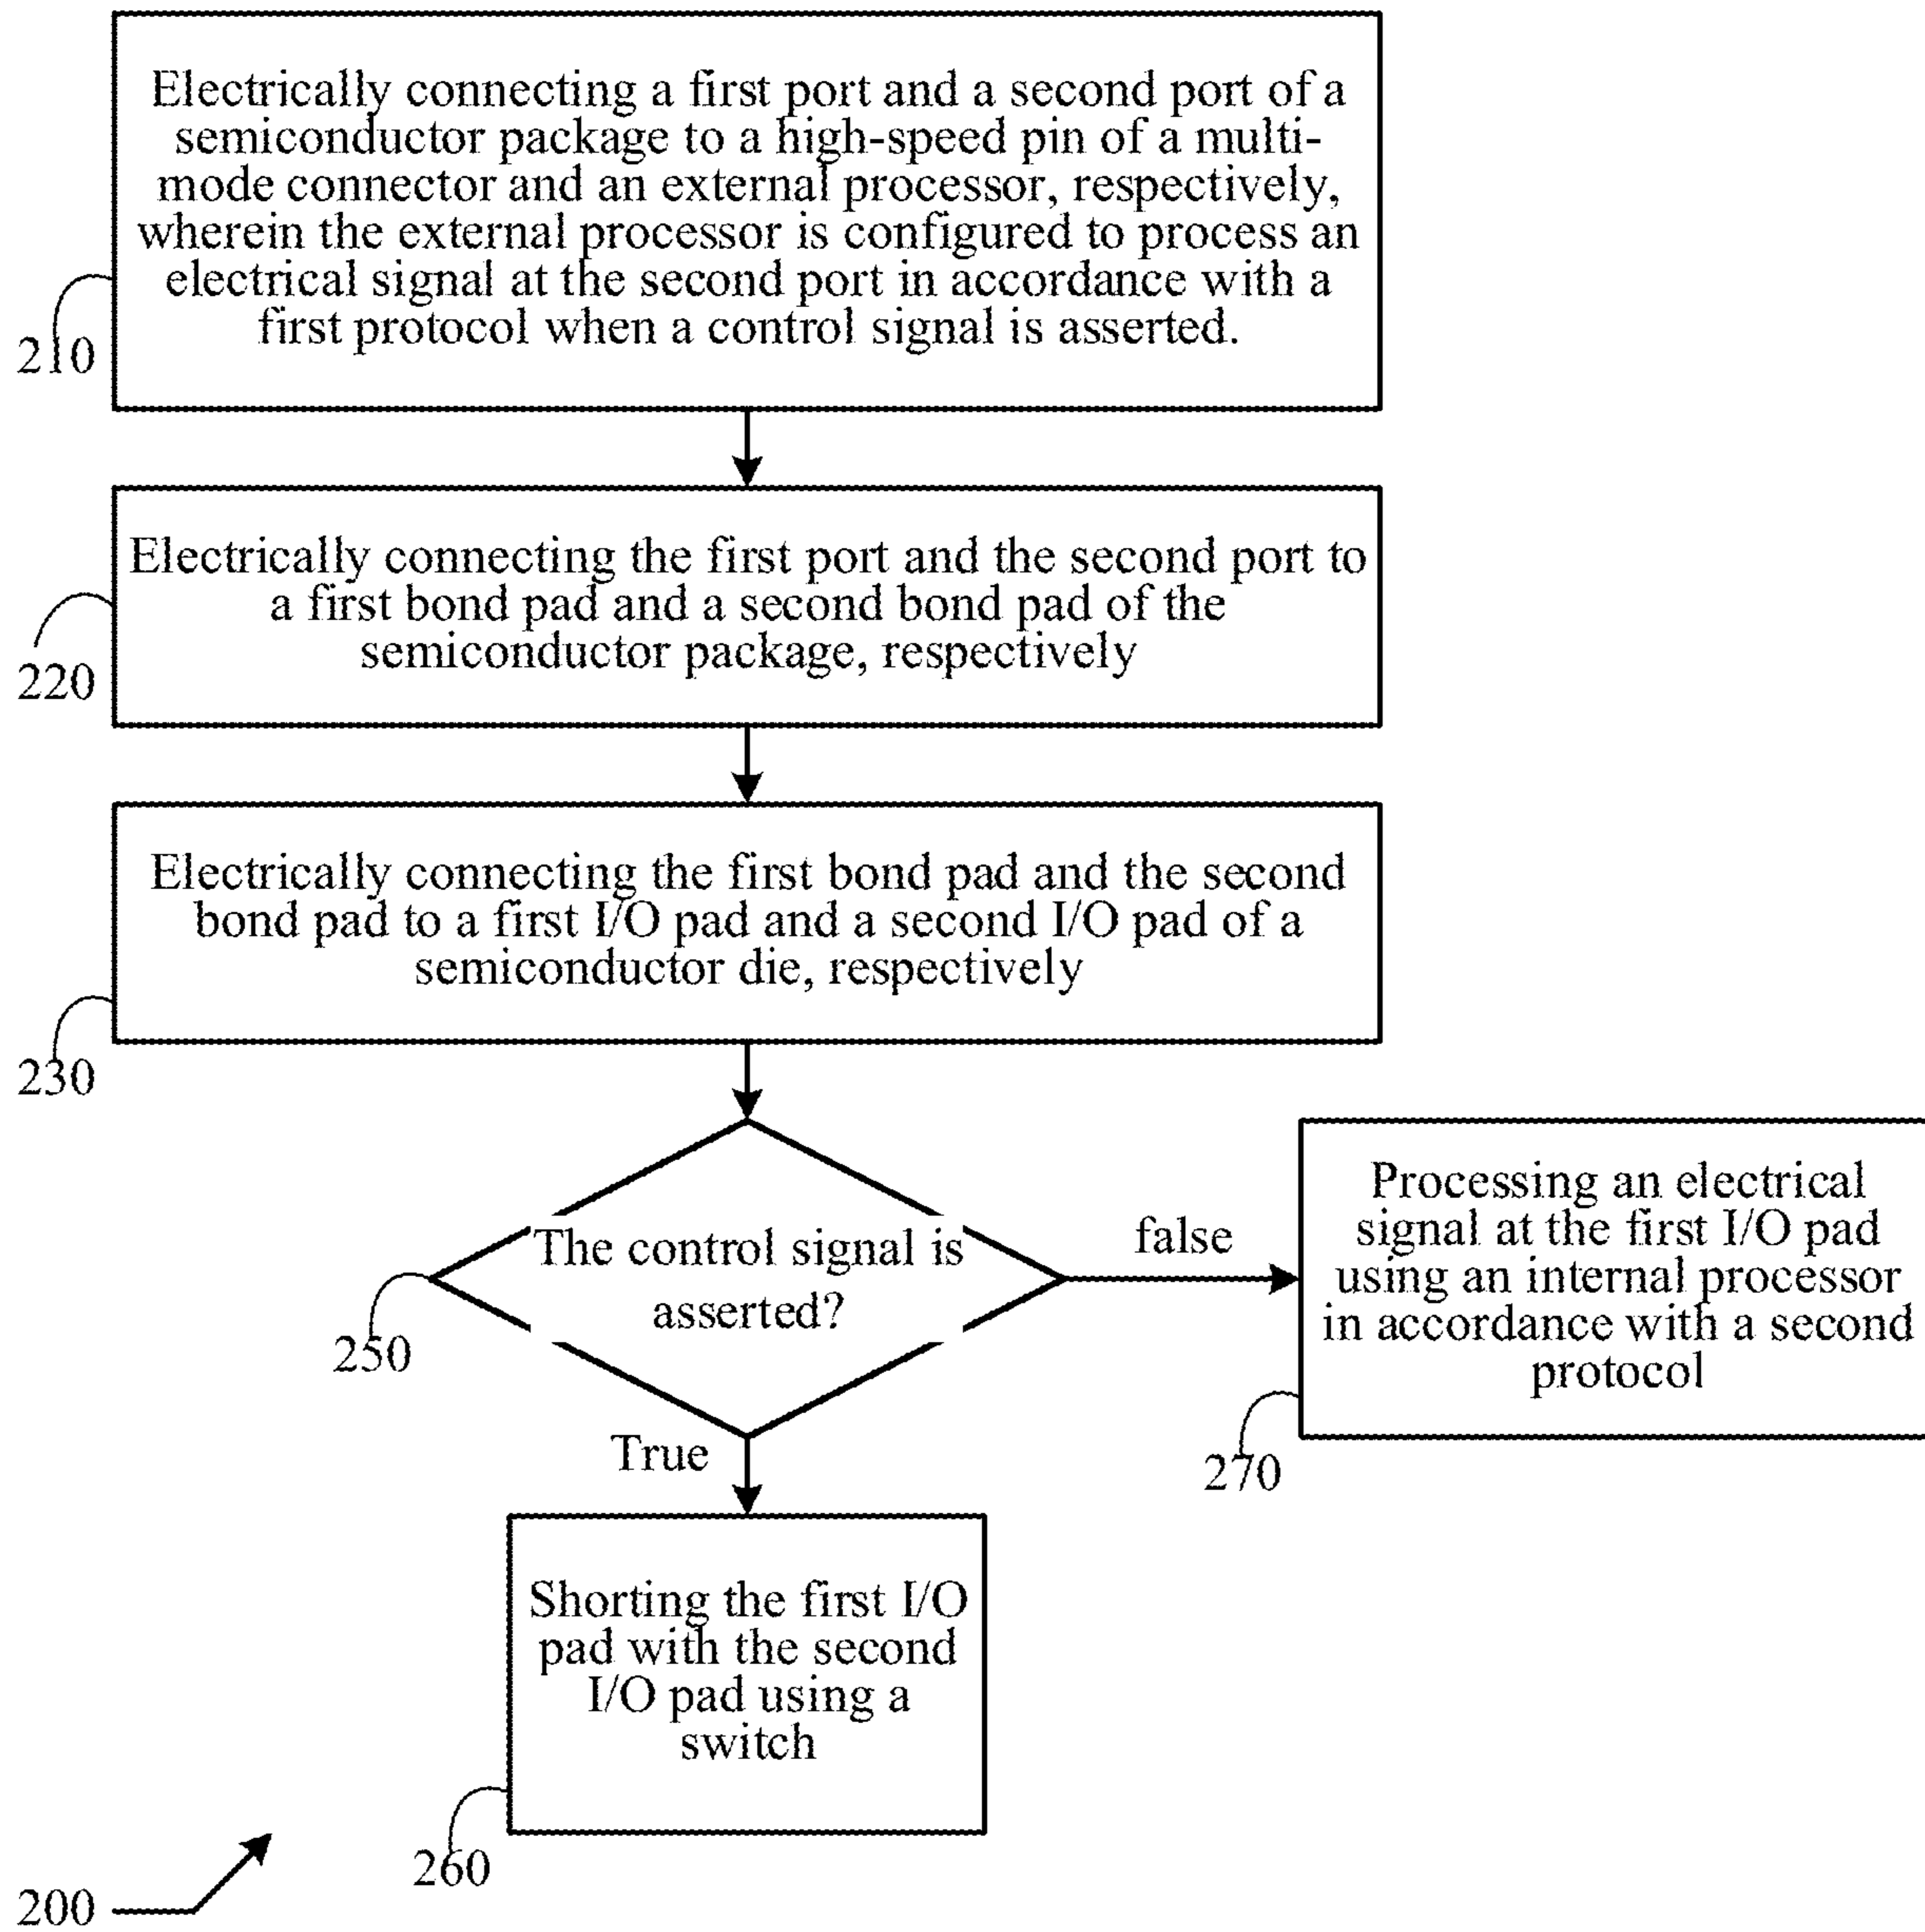 Electrically connecting a first port and a second port of a
semiconductor package to a high-speed pin of a multi-
mode connector and an external processor, respectively,
wherein the external processor is configured to process an
electrical signal at the second port in accordance with a
first protocol when a control signal is asserted.
210
Electrically connecting the first port and the second port to
a first bond pad and a second bond pad of the
semiconductor package, respectively
220
Electrically connecting the first bond pad and the second
bond pad to a first I/O pad and a second I/O pad of a
semiconductor die, respectively
230
The control signal is
asserted?
250
false
Processing an electrical
signal at the first I/O pad
using an internal processor
in accordance with a second
protocol
270
True
Shorting the first I/O
pad with the second
I/O pad using a
switch
260
200